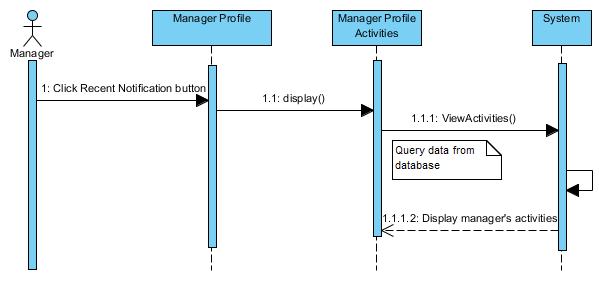 Manager
Manager Profile
Manager Profile
Activities
System
1: Click Recent Notification button
1.1: display()
1.1.1: ViewActivities()
Query data from
database
1.1.1.2: Display manager's activities